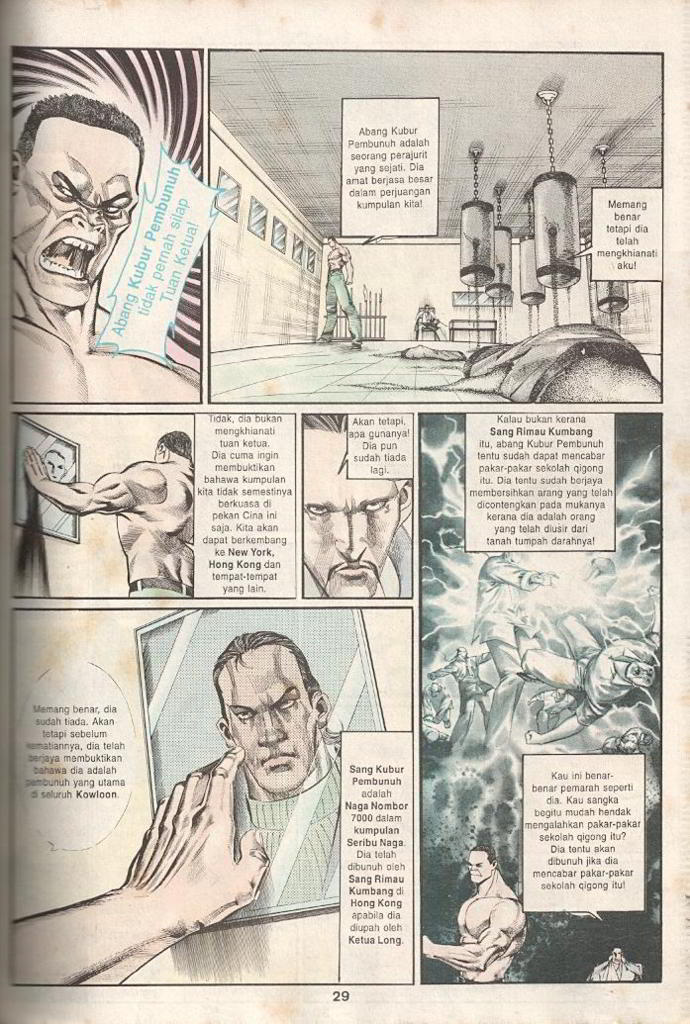 Abang Kubur Pembunuh
tidak pernah silap
Tuan Ketua!
Abang Kubur
Pembunuh adalah
seorang perajurit
yang sejati. Dia
amat berjasa besar
dalam perjuangan
kumpulan kita!
Memang
benar
tetapi dia
telah
mengkhianati
aku!
Tidak, dia bukan
mengkhianati
tuan ketua.
Dia cuma ingin
membuktikan
bahawa kumpulan
kita tidak semestinya
berkuasa di
pekan Cina ini
saja. Kita akan
dapat berkembang
ke New York,
Hong Kong dan
tempat-tempat
yang lain.
Akan tetapi,
apa gunanya!
Dia pun
sudah tiada
lagi.
Kalau bukan kerana
Sang Rimau Kumbang
itu, abang Kubur Pembunuh
tentu sudah dapat mencabar
pakar-pakar sekolah qigong
itu. Dia tentu sudah berjaya
membersihkan arang yang telah
dicontengkan pada mukanya
kerana dia adalah orang
yang telah diusir dari
tanah tumpah darahnya!
Memang benar, dia
sudah tiada. Akan
tetapi sebelum
kematiannya, dia telah
berjaya membuktikan
bahawa dia adalah
pembunuh yang utama
di seluruh Kowloon.
Sang Kubur
Pembunuh
adalah
Naga Nombor
7000 dalam
kumpulan
Seribu Naga.
Dia telah
dibunuh oleh
Sang Rimau
Kumbang di
Hong Kong
apabila dia
diupah oleh
Ketua Long.
Kau ini benar-
benar pemarah seperti
dia. Kau sangka
begitu mudah hendak
mengalahkan pakar-pakar
sekolah qigong itu?
Dia tentu akan
dibunuh jika dia
mencabar pakar-pakar
sekolah qigong itu!
29